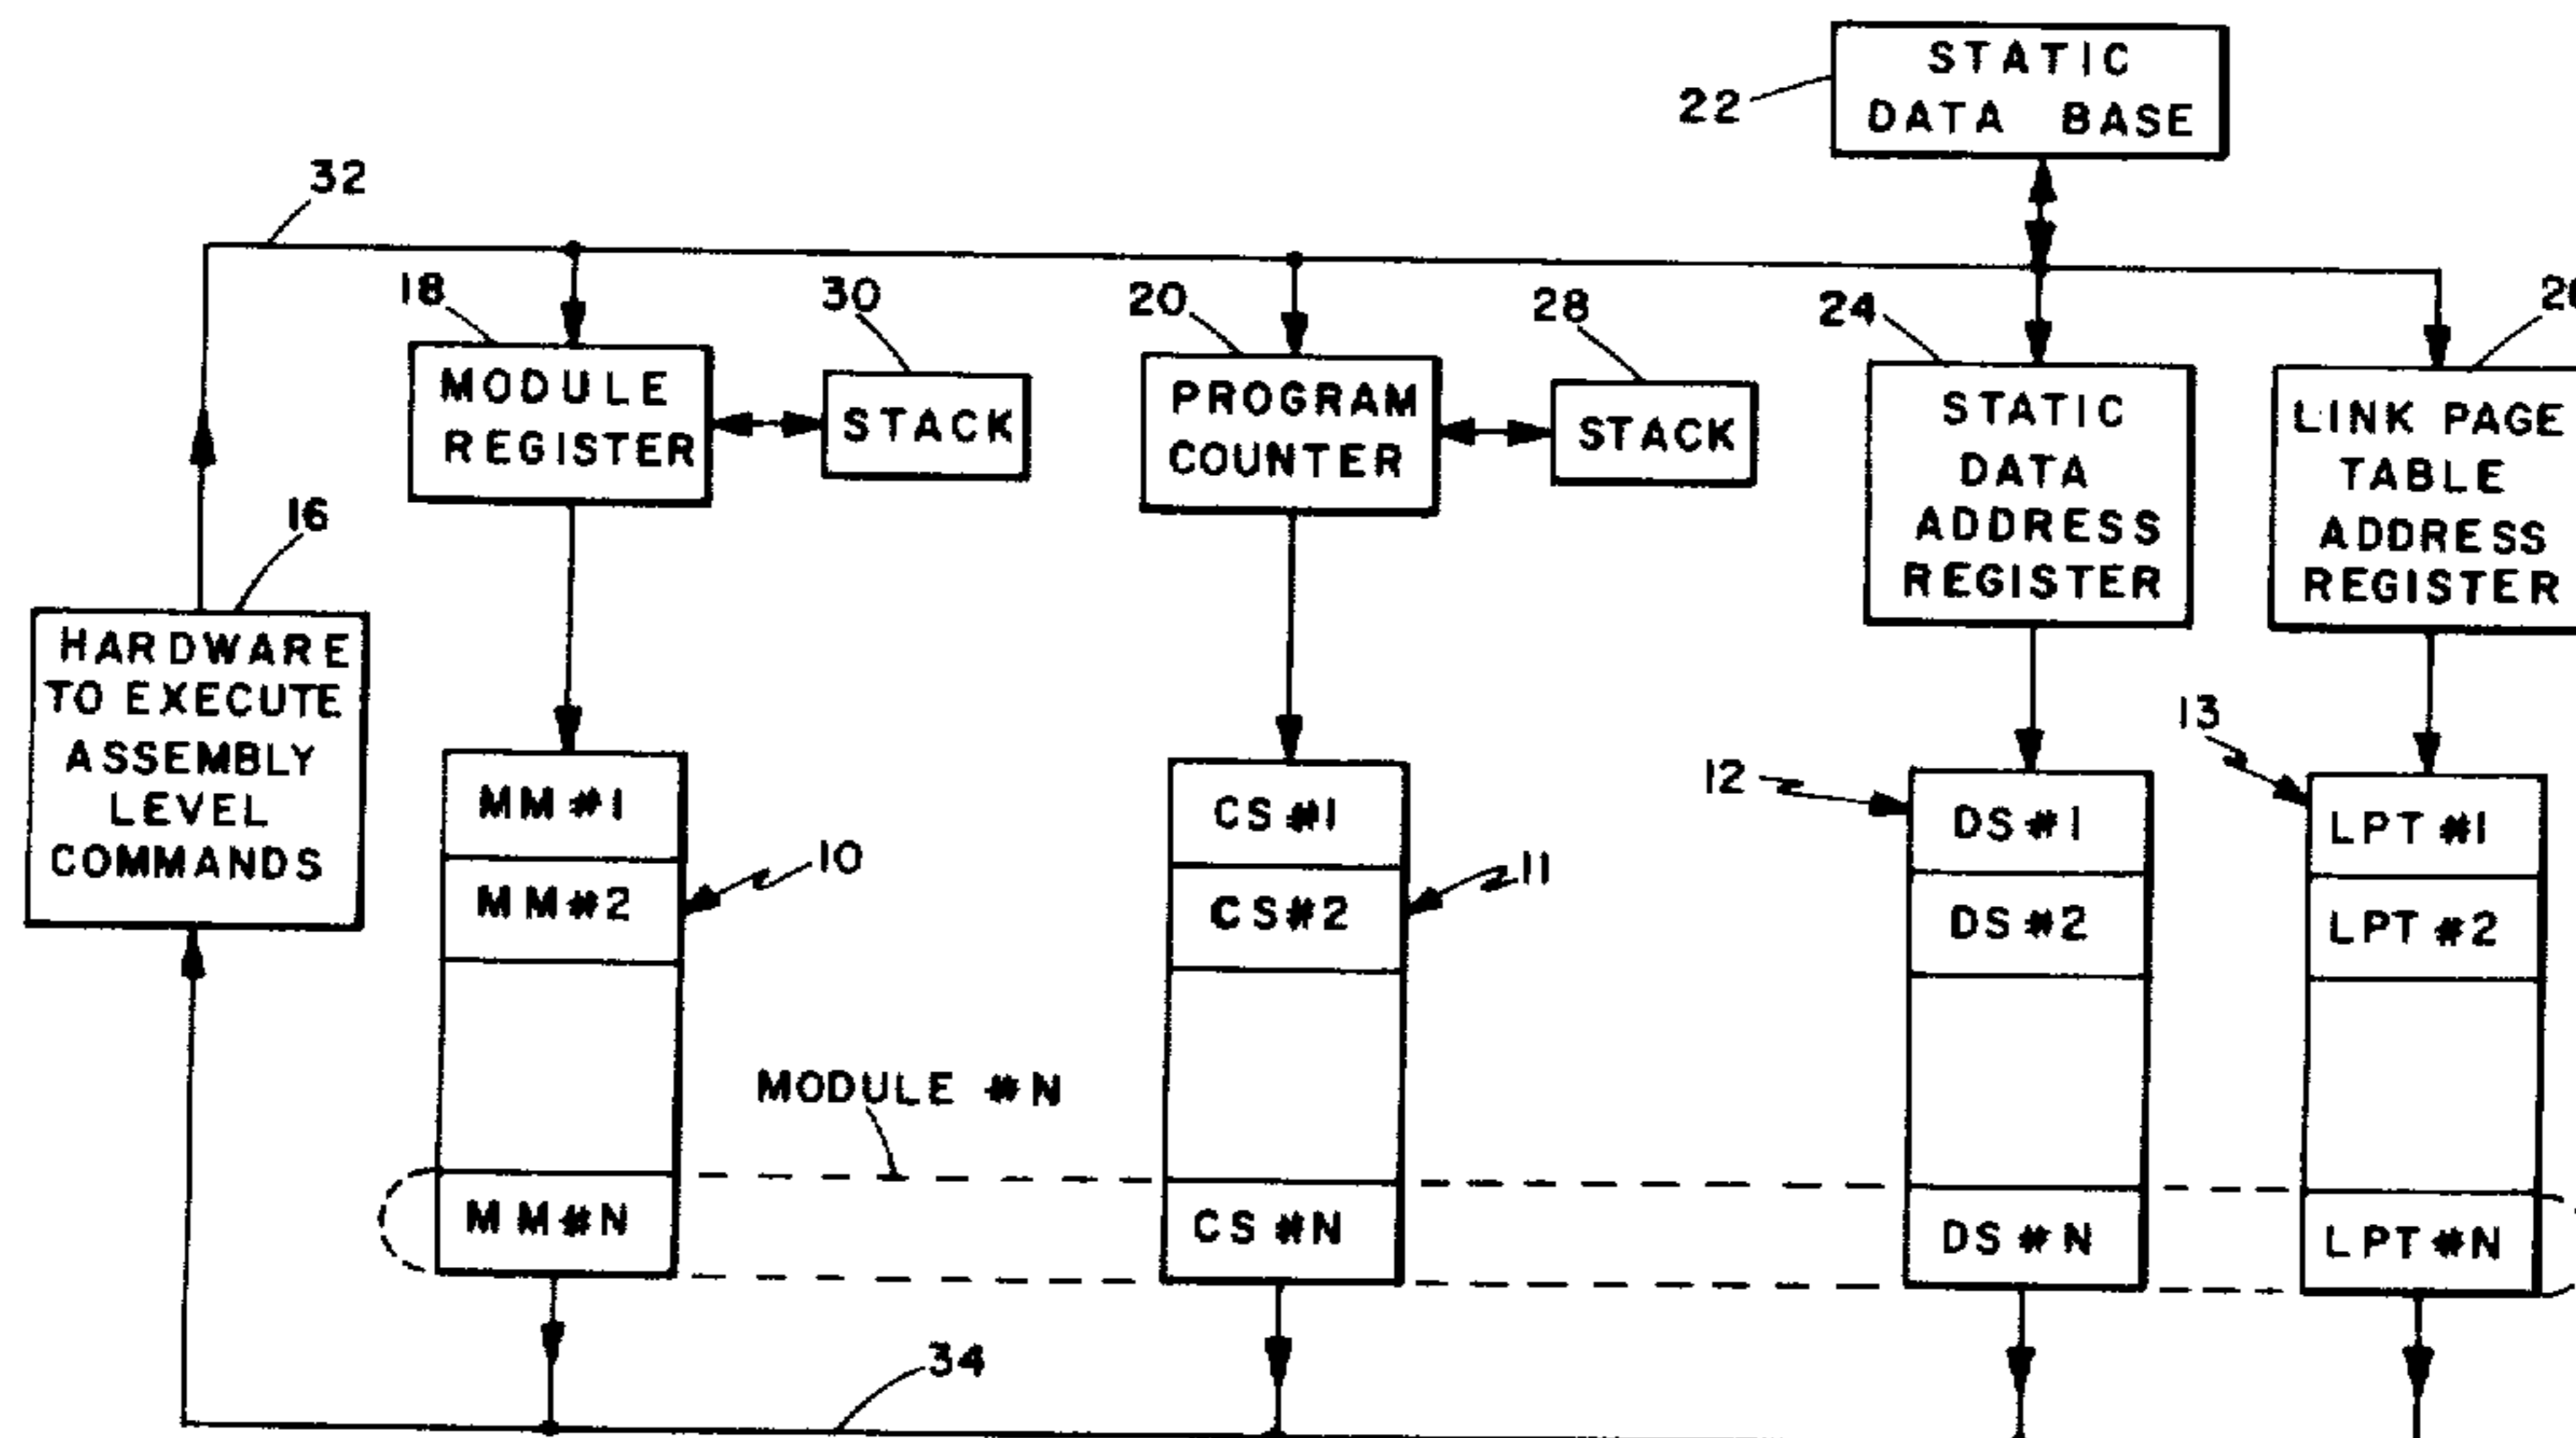 STATIC
DATA BASE
22
32
18
MODULE
REGISTER
30
STACK
20
PROGRAM
COUNTER
28
STACK
24
STATIC
DATA
ADDRESS
REGISTER
LINK PAGE
TABLE
ADDRESS
REGISTER
16
HARDWARE
TO EXECUTE
ASSEMBLY
LEVEL
COMMANDS
MM #1
MM #2
MM #N
10
CS #1
CS #2
CS #N
11
12
DS #1
DS #2
DS #N
13
LPT #1
LPT #2
LPT #N
MODULE #N
34